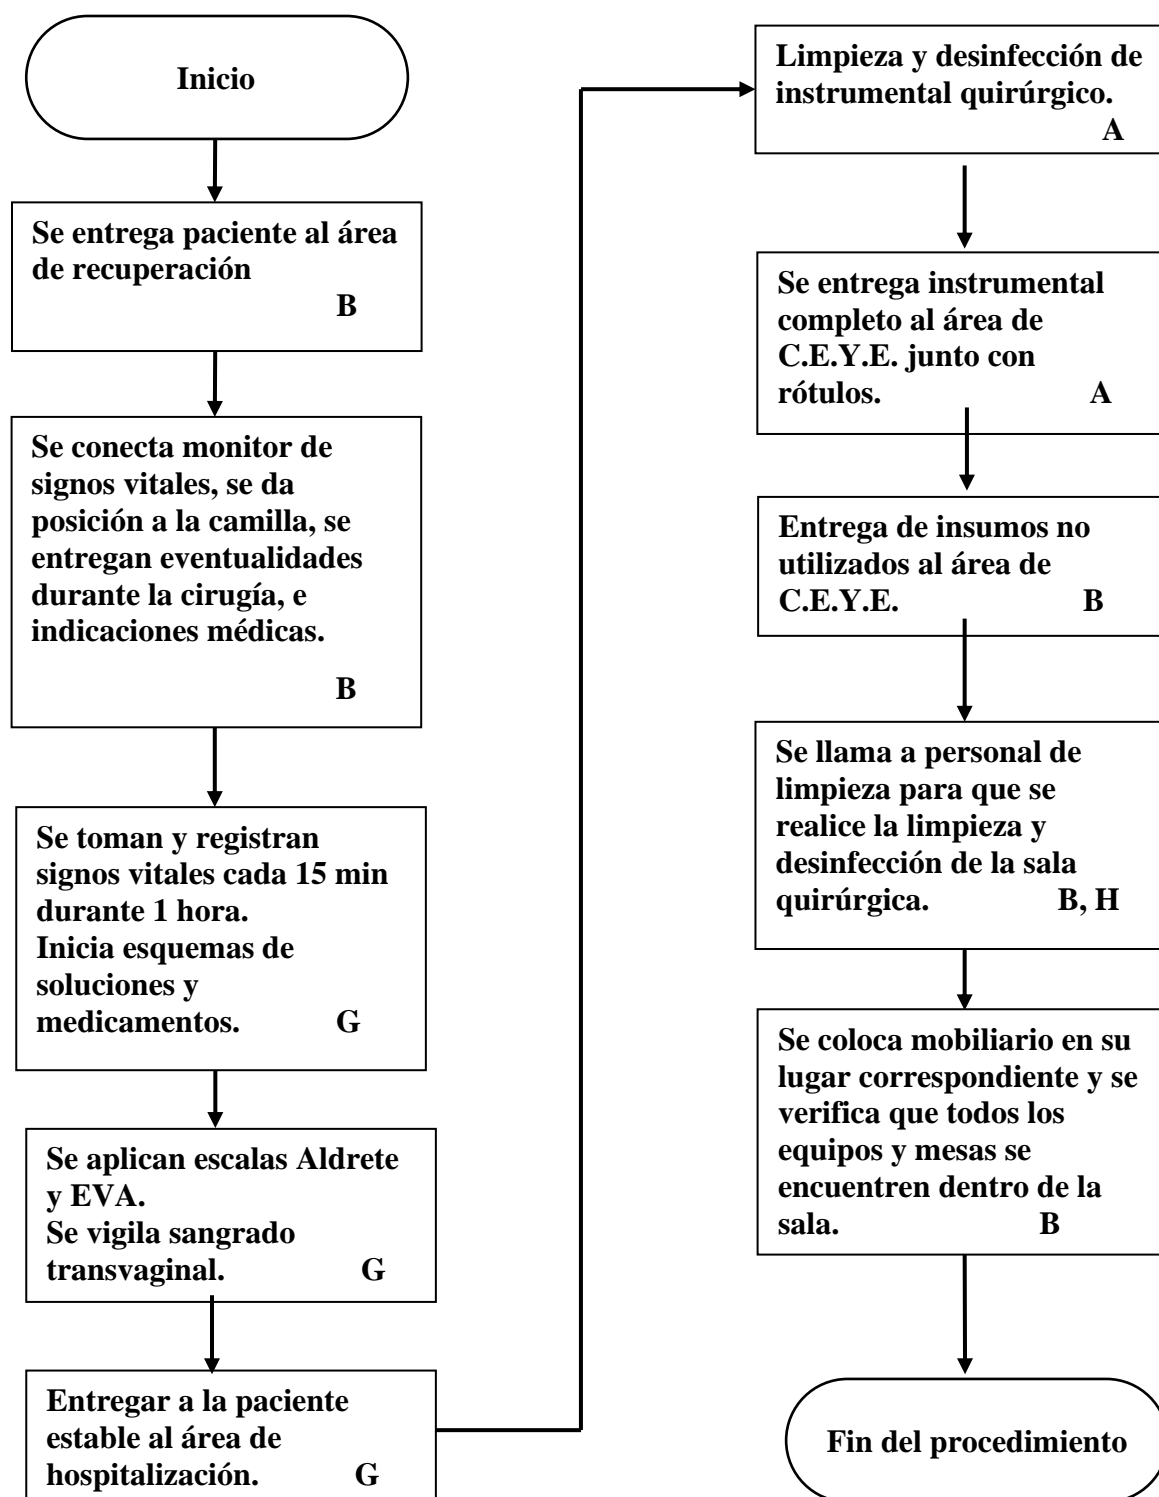 Inicio
Se entrega paciente al área
de recuperación
B
Se conecta monitor de
signos vitales, se da
posición a la camilla, se
entregan eventualidades
durante la cirugía, e
indicaciones médicas.
B
Se toman y registran
signos vitales cada 15 min
durante 1 hora.
Inicia esquemas de
soluciones y
medicamentos. G
Se aplican escalas Aldrete
y EVA.
Se vigila sangrado
transvaginal. G
Entregar a la paciente
estable al área de
hospitalización. G
Limpieza y desinfección de
instrumental quirúrgico.
A
Se entrega instrumental
completo al área de
C.E.Y.E. junto con
rótulos. A
Entrega de insumos no
utilizados al área de
C.E.Y.E. B
Se llama a personal de
limpieza para que se
realice la limpieza y
desinfección de la sala
quirúrgica. B, H
Se coloca mobiliario en su
lugar correspondiente y se
verifica que todos los
equipos y mesas se
encuentren dentro de la
sala. B
Fin del procedimiento